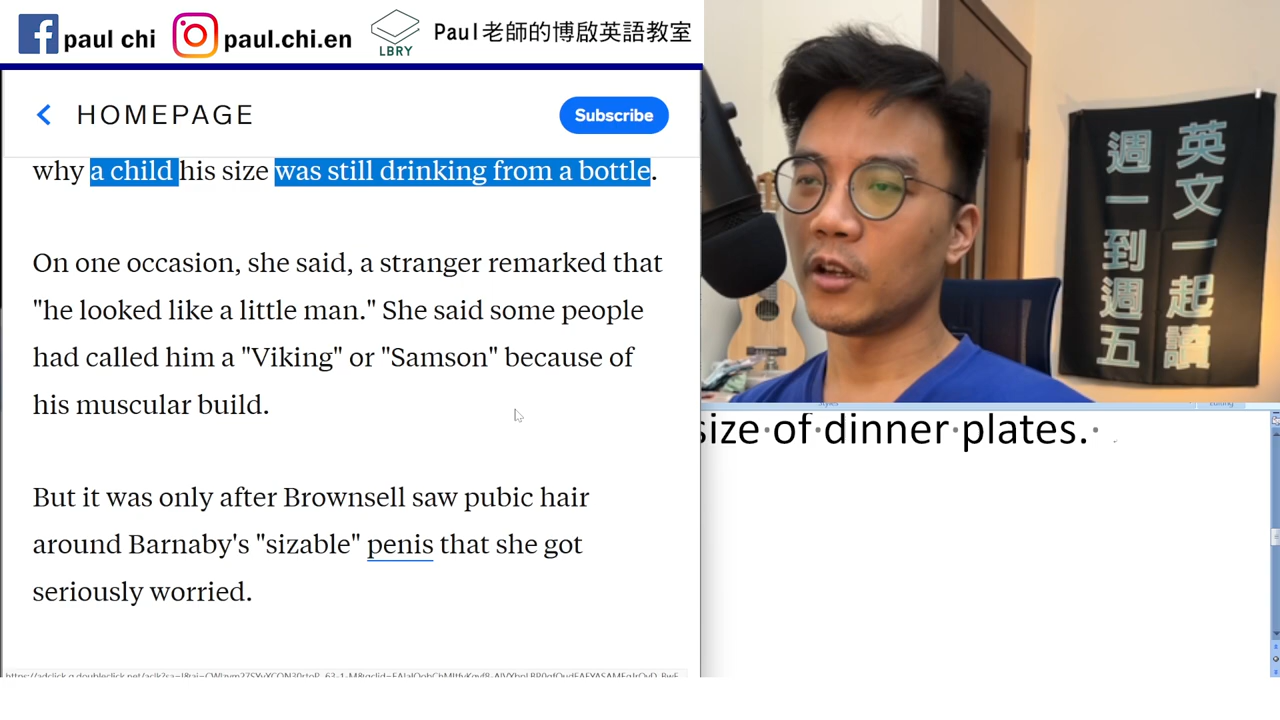 paul chi
paul.chi.en
LBRY
Paul老師的博啟英語教室
HOMEPAGE
Subscribe
why a child his size was still drinking from a bottle.
On one occasion, she said, a stranger remarked that
"he looked like a little man." She said some people
had called him a "Viking" or "Samson" because of
his muscular build.
But it was only after Brownsell saw pubic hair
around Barnaby's "sizable" penis that she got
seriously worried.
英文一起讀
週一到週五
size of dinner plates.